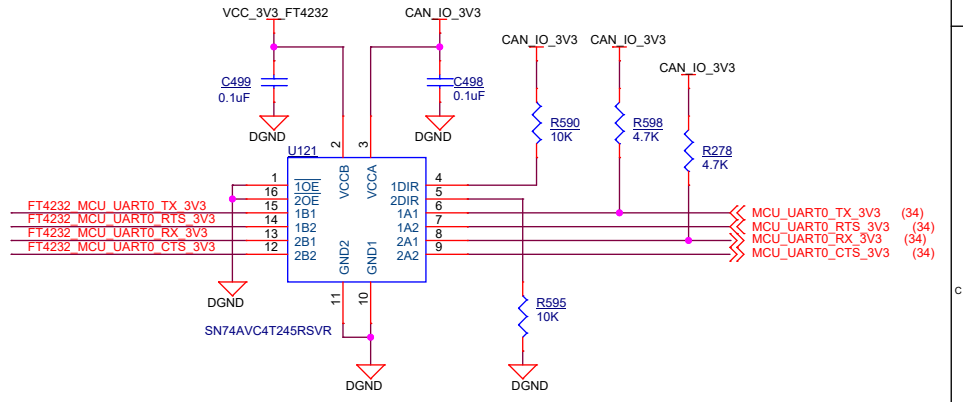 VCC_3V3_FT4232
CAN_IO_3V3
CAN_IO_3V3
CAN_IO_3V3
CAN_IO_3V3
C499
0.1uF
C498
0.1uF
R590
10K
R598
4.7K
R278
4.7K
DGND
DGND
U121
2
3
VCCB
VCCA
1
1OE
1DIR
4
16
2OE
2DIR
5
FT4232_MCU_UART0_TX_3V3
15
1B1
1A1
6
MCU_UART0_TX_3V3
(34)
FT4232_MCU_UART0_RTS_3V3
14
1B2
1A2
7
MCU_UART0_RTS_3V3
(34)
FT4232_MCU_UART0_RX_3V3
13
2B1
2A1
8
MCU_UART0_RX_3V3
(34)
FT4232_MCU_UART0_CTS_3V3
12
2B2
2A2
9
MCU_UART0_CTS_3V3
(34)
GND2
GND1
11
10
DGND
SN74AVC4T245RSVR
R595
10K
DGND
DGND
C